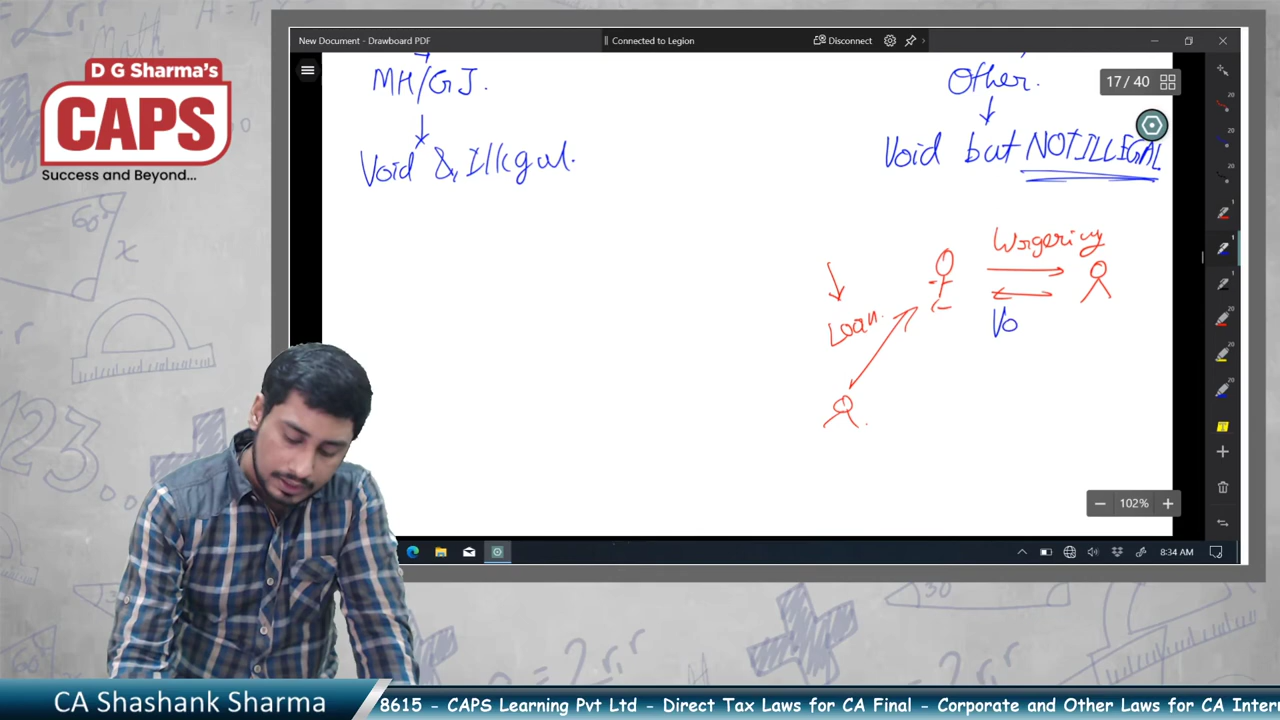 D G Sharma's
CAPS
Success and Beyond...
New Document - Drawboard PDF
Connected to Legion
Disconnect
MH/GJ.
Other.
17 / 40
Void & Illegal.
Void but NOT ILLEGAL
Wagering
Loan.
Vo
102%
8:34 AM
CA Shashank Sharma
8615 - CAPS Learning Pvt Ltd - Direct Tax Laws for CA Final - Corporate and Other Laws for CA Inter